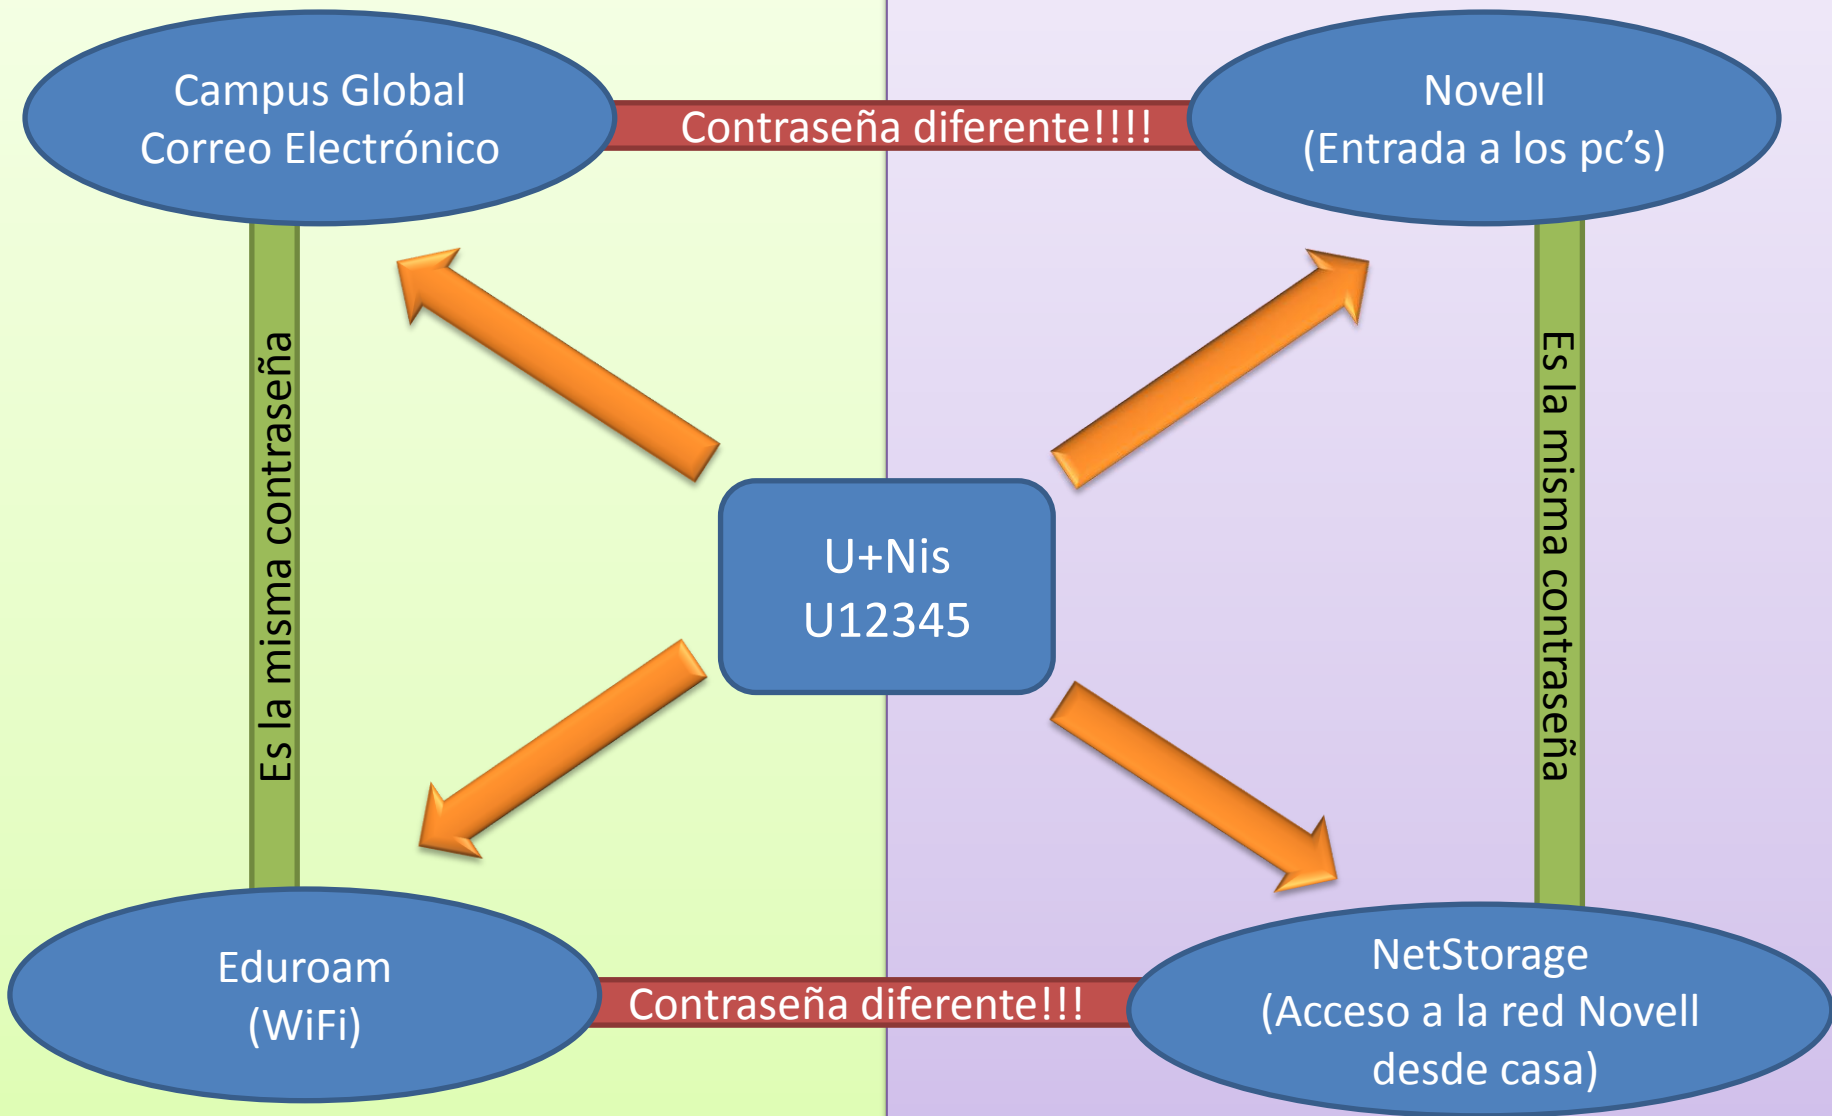 Campus Global
Correo Electrónico
Contraseña diferente!!!!
Novell
(Entrada a los pc’s)
Es la misma contraseña
U+Nis
U12345
Es la misma contraseña
Eduroam
(WiFi)
Contraseña diferente!!!
NetStorage
(Acceso a la red Novell
desde casa)